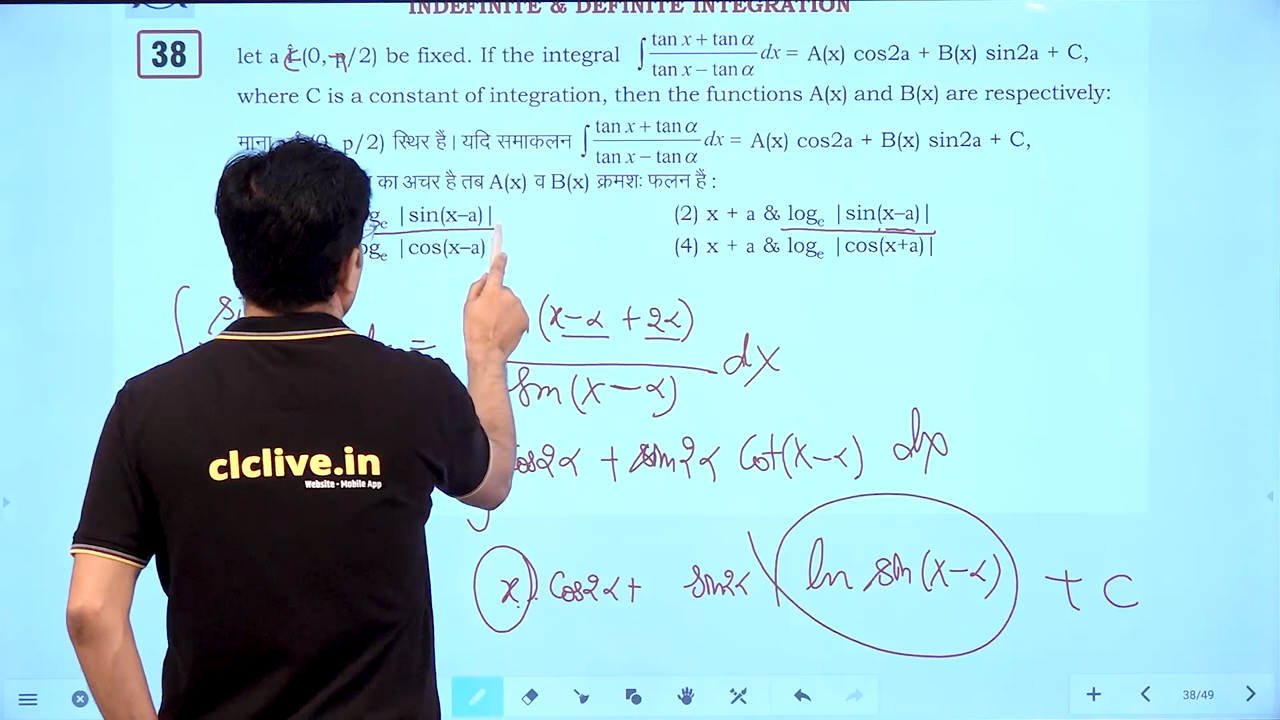 INDEFINITE & DEFINITE INTEGRATION
38
let a (0, /2) be fixed. If the integral ∫ (tan x + tan α)/(tan x − tan α) dx = A(x) cos2a + B(x) sin2a + C,
where C is a constant of integration, then the functions A(x) and B(x) are respectively:
माना p/2) स्थिर है। यदि समाकलन ∫ (tan x + tan α)/(tan x − tan α) dx = A(x) cos2a + B(x) sin2a + C,
का अचर है तब A(x) व B(x) क्रमशः फलन हैं :
|sin(x–a)| (2) x + a & logₑ |sin(x–a)|
ogₑ |cos(x–a) (4) x + a & logₑ |cos(x+a)|
(x-α + 2α)
= dx
sin(x-α)
cos2α + sin2α cot(x-α) dx
x cos2α + sin2α ln sin(x-α) + C
clclive.in
Website - Mobile App
38/49